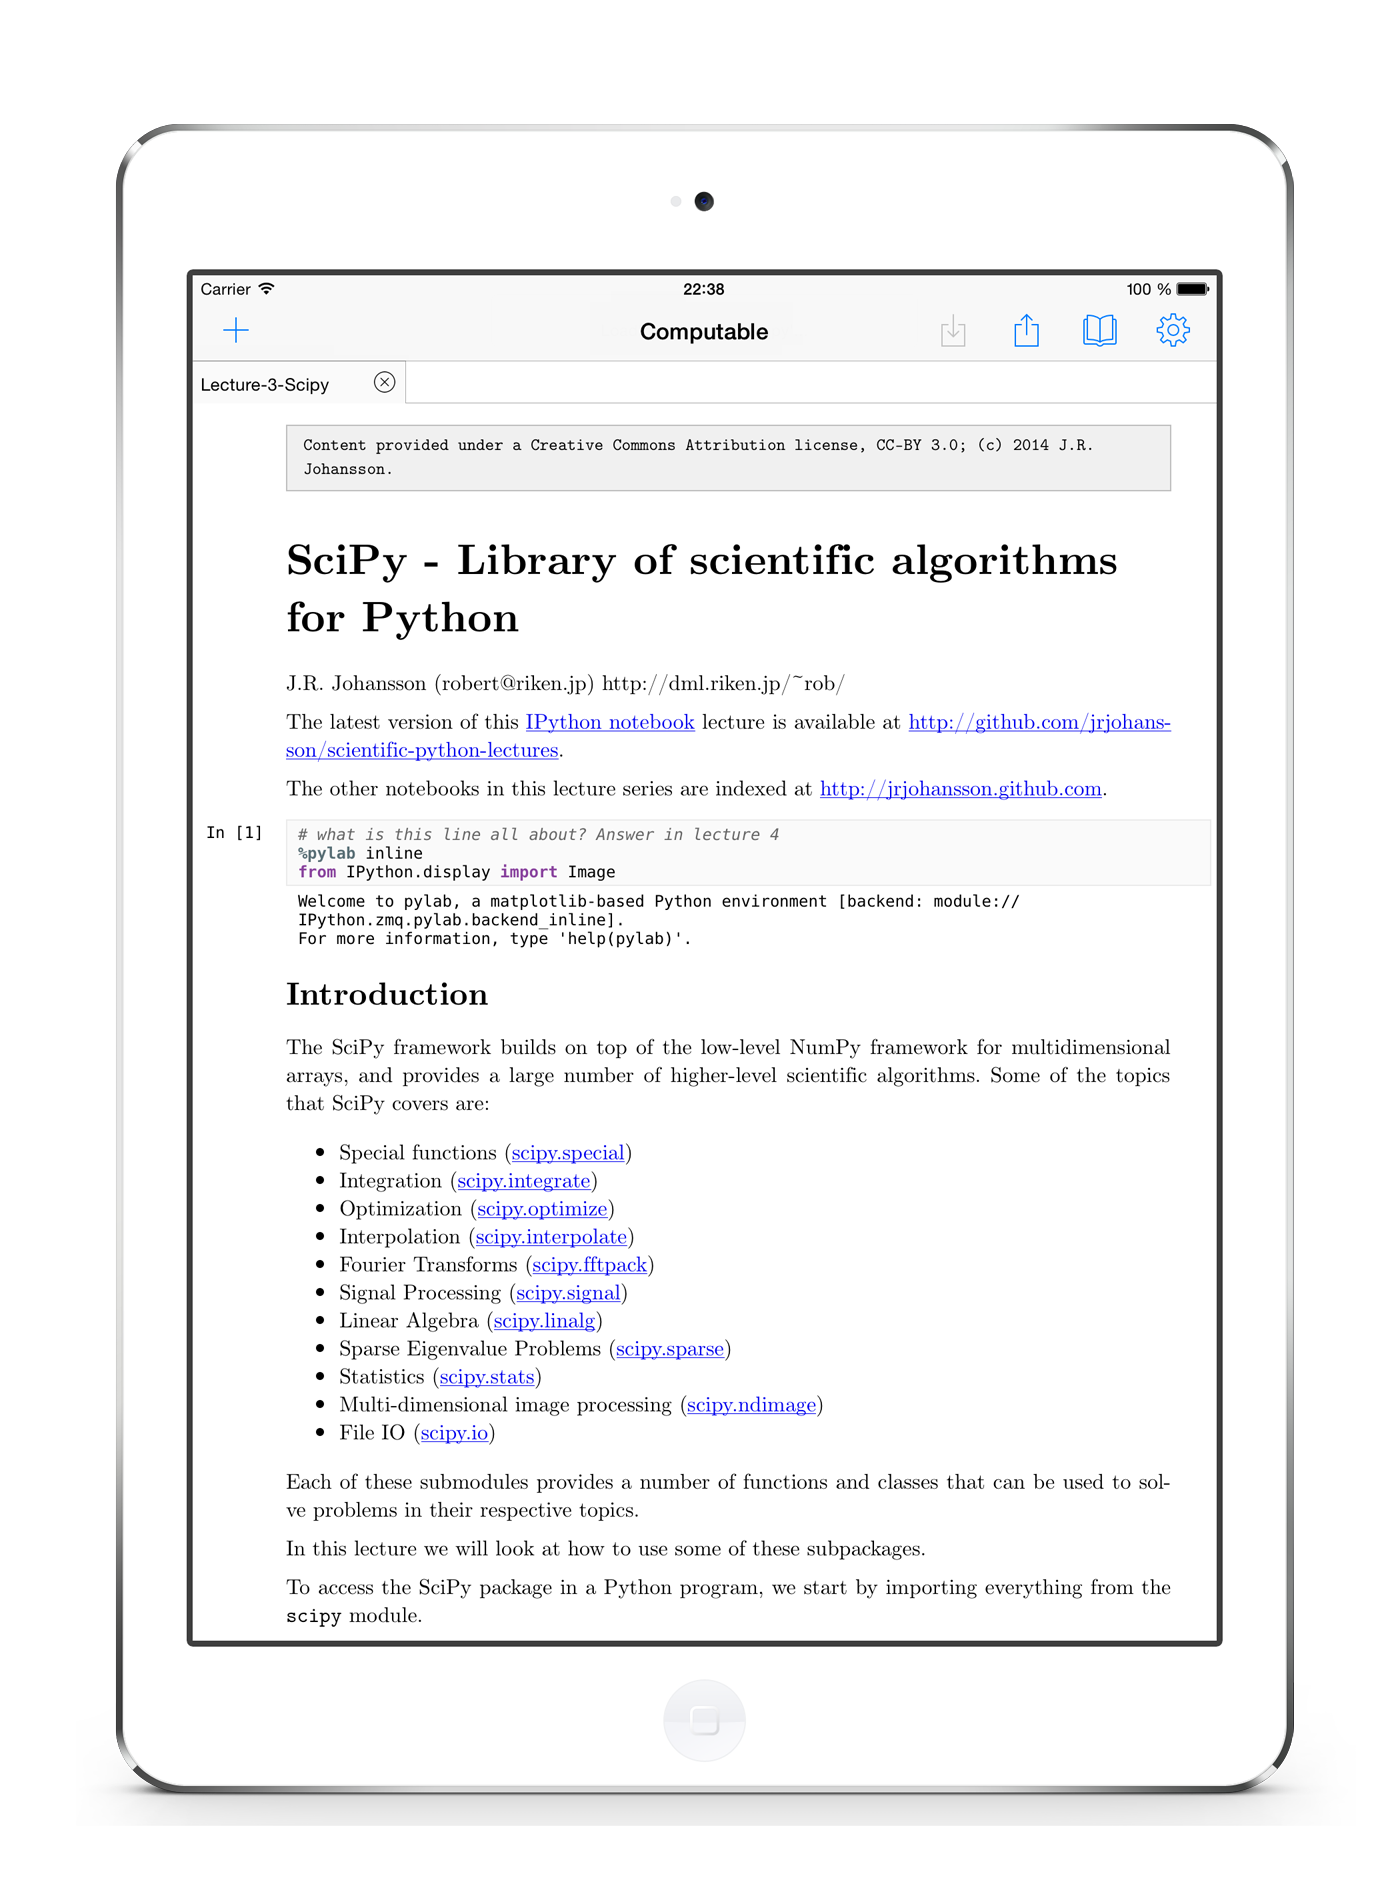 Carrier 22:38 100 %
Computable
Lecture-3-Scipy
Content provided under a Creative Commons Attribution license, CC-BY 3.0; (c) 2014 J.R.
Johansson.
SciPy - Library of scientific algorithms
for Python
J.R. Johansson (robert@riken.jp) http://dml.riken.jp/~rob/
The latest version of this IPython notebook lecture is available at http://github.com/jrjohans-
son/scientific-python-lectures.
The other notebooks in this lecture series are indexed at http://jrjohansson.github.com.
In [1]
# what is this line all about? Answer in lecture 4
%pylab inline
from IPython.display import Image
Welcome to pylab, a matplotlib-based Python environment [backend: module://
IPython.zmq.pylab.backend_inline].
For more information, type 'help(pylab)'.
Introduction
The SciPy framework builds on top of the low-level NumPy framework for multidimensional
arrays, and provides a large number of higher-level scientific algorithms. Some of the topics
that SciPy covers are:
• Special functions (scipy.special)
• Integration (scipy.integrate)
• Optimization (scipy.optimize)
• Interpolation (scipy.interpolate)
• Fourier Transforms (scipy.fftpack)
• Signal Processing (scipy.signal)
• Linear Algebra (scipy.linalg)
• Sparse Eigenvalue Problems (scipy.sparse)
• Statistics (scipy.stats)
• Multi-dimensional image processing (scipy.ndimage)
• File IO (scipy.io)
Each of these submodules provides a number of functions and classes that can be used to sol-
ve problems in their respective topics.
In this lecture we will look at how to use some of these subpackages.
To access the SciPy package in a Python program, we start by importing everything from the
scipy module.